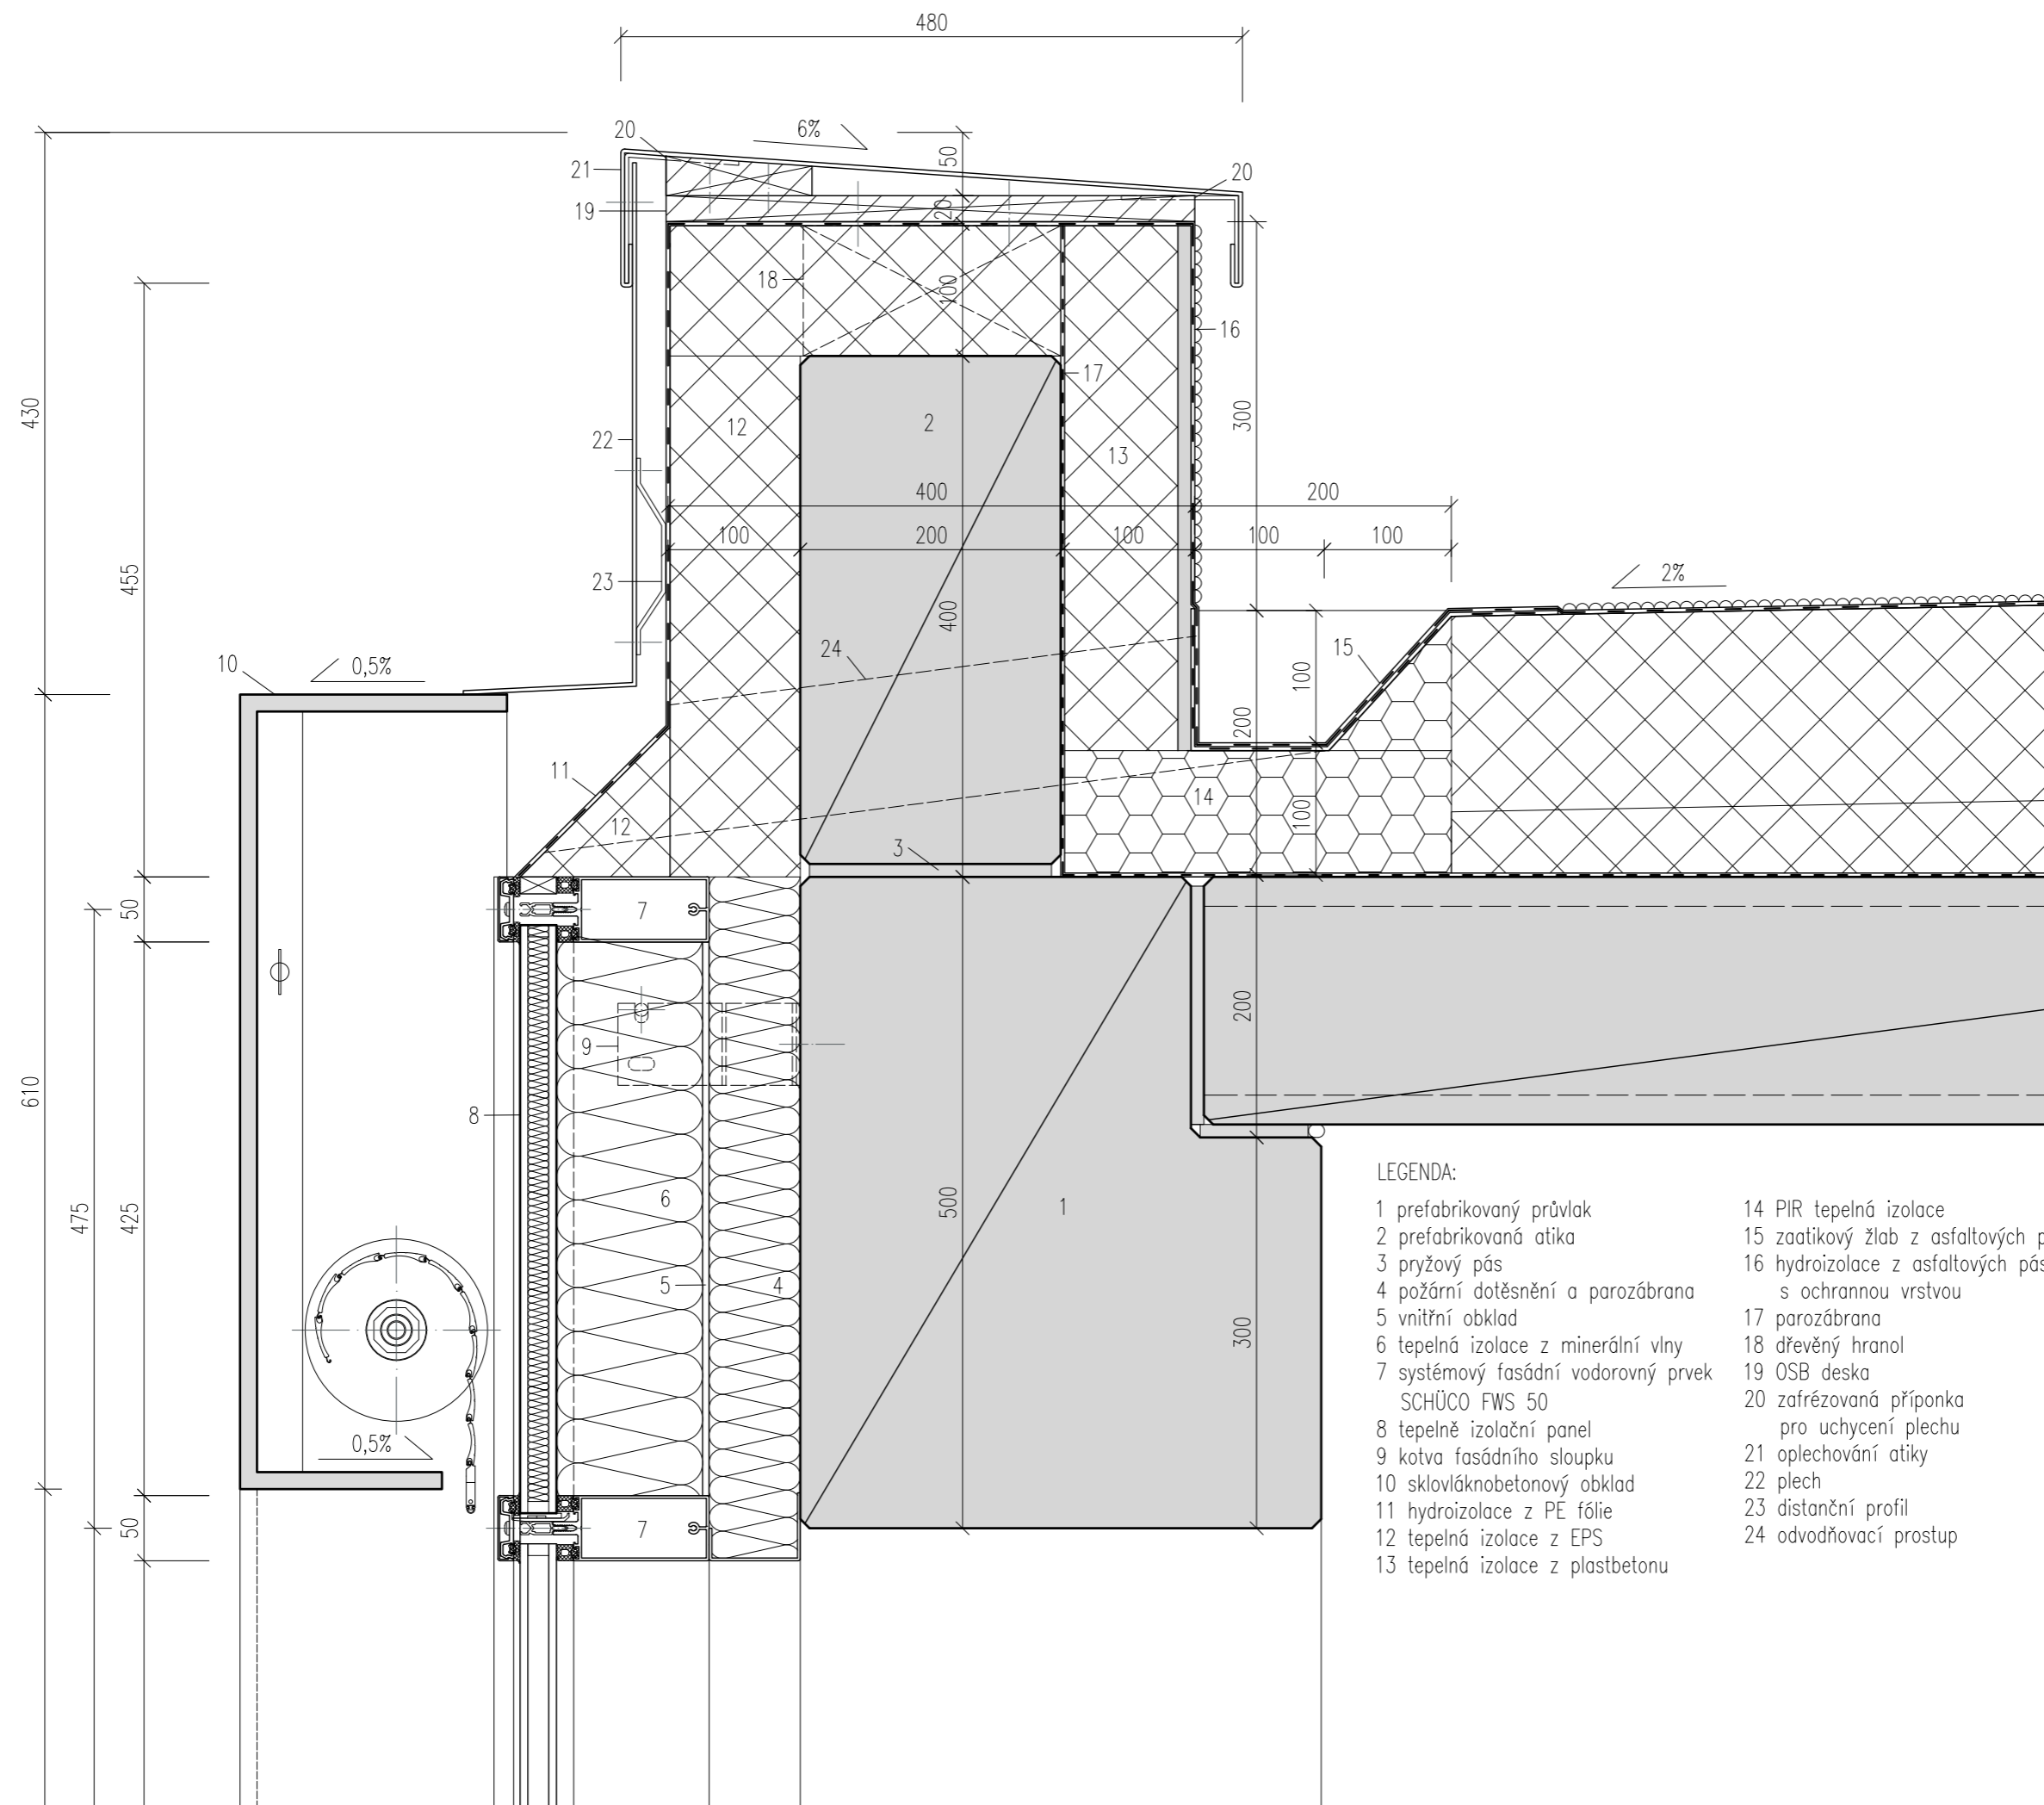 480
6%
20
21
19
50
20
20
18
100
16
17
2
12
13
22
300
430
400
200
100
200
100
100
100
23
2%
455
400
24
15
10
0,5%
100
200
11
12
14
100
3
50
7
9
200
8
610
475
425
6
5
4
500
1
300
0,5%
50
7
LEGENDA:
1 prefabrikovaný průvlak
2 prefabrikovaná atika
3 pryžový pás
4 požární dotěsnění a parozábrana
5 vnitřní obklad
6 tepelná izolace z minerální vlny
7 systémový fasádní vodorovný prvek
SCHÜCO FWS 50
8 tepelně izolační panel
9 kotva fasádního sloupku
10 sklovláknobetonový obklad
11 hydroizolace z PE fólie
12 tepelná izolace z EPS
13 tepelná izolace z plastbetonu
14 PIR tepelná izolace
15 zaatikový žlab z asfaltových p
16 hydroizolace z asfaltových pás
s ochrannou vrstvou
17 parozábrana
18 dřevěný hranol
19 OSB deska
20 zafrézovaná příponka
pro uchycení plechu
21 oplechování atiky
22 plech
23 distanční profil
24 odvodňovací prostup